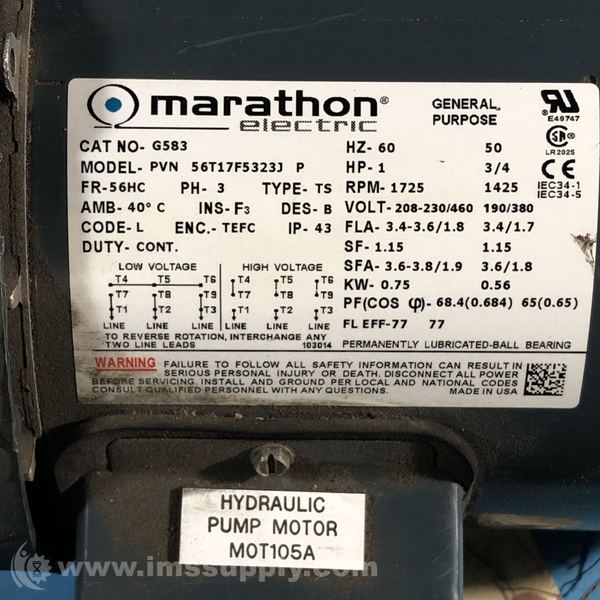 marathon®
electric
GENERAL
PURPOSE
E49747
LR2025
CAT NO- G583
MODEL- PVN 56T17F5323J P
FR-56HC PH- 3 TYPE- TS
AMB- 40° C INS- F3 DES- B
CODE- L ENC.- TEFC IP- 43
DUTY- CONT.
HZ- 60 50
HP- 1 3/4
RPM- 1725 1425
VOLT- 208-230/460 190/380
FLA- 3.4-3.6/1.8 3.4/1.7
SF- 1.15 1.15
SFA- 3.6-3.8/1.9 3.6/1.8
KW- 0.75 0.56
PF(COS φ)- 68.4(0.684) 65(0.65)
FL EFF-77 77
CE
IEC34-1
IEC34-5
LOW VOLTAGE HIGH VOLTAGE
T4 T5 T6 T4 T5 T6
T7 T8 T9 T7 T8 T9
T1 T2 T3 T1 T2 T3
LINE LINE LINE LINE LINE LINE
TO REVERSE ROTATION, INTERCHANGE ANY
TWO LINE LEADS 103014
PERMANENTLY LUBRICATED-BALL BEARING
WARNING FAILURE TO FOLLOW ALL SAFETY INFORMATION CAN RESULT IN
SERIOUS PERSONAL INJURY OR DEATH. DISCONNECT ALL POWER
BEFORE SERVICING. INSTALL AND GROUND PER LOCAL AND NATIONAL CODES
CONSULT QUALIFIED PERSONNEL WITH ANY QUESTIONS. MADE IN USA
HYDRAULIC
PUMP MOTOR
MOT105A
www.imssupply.com